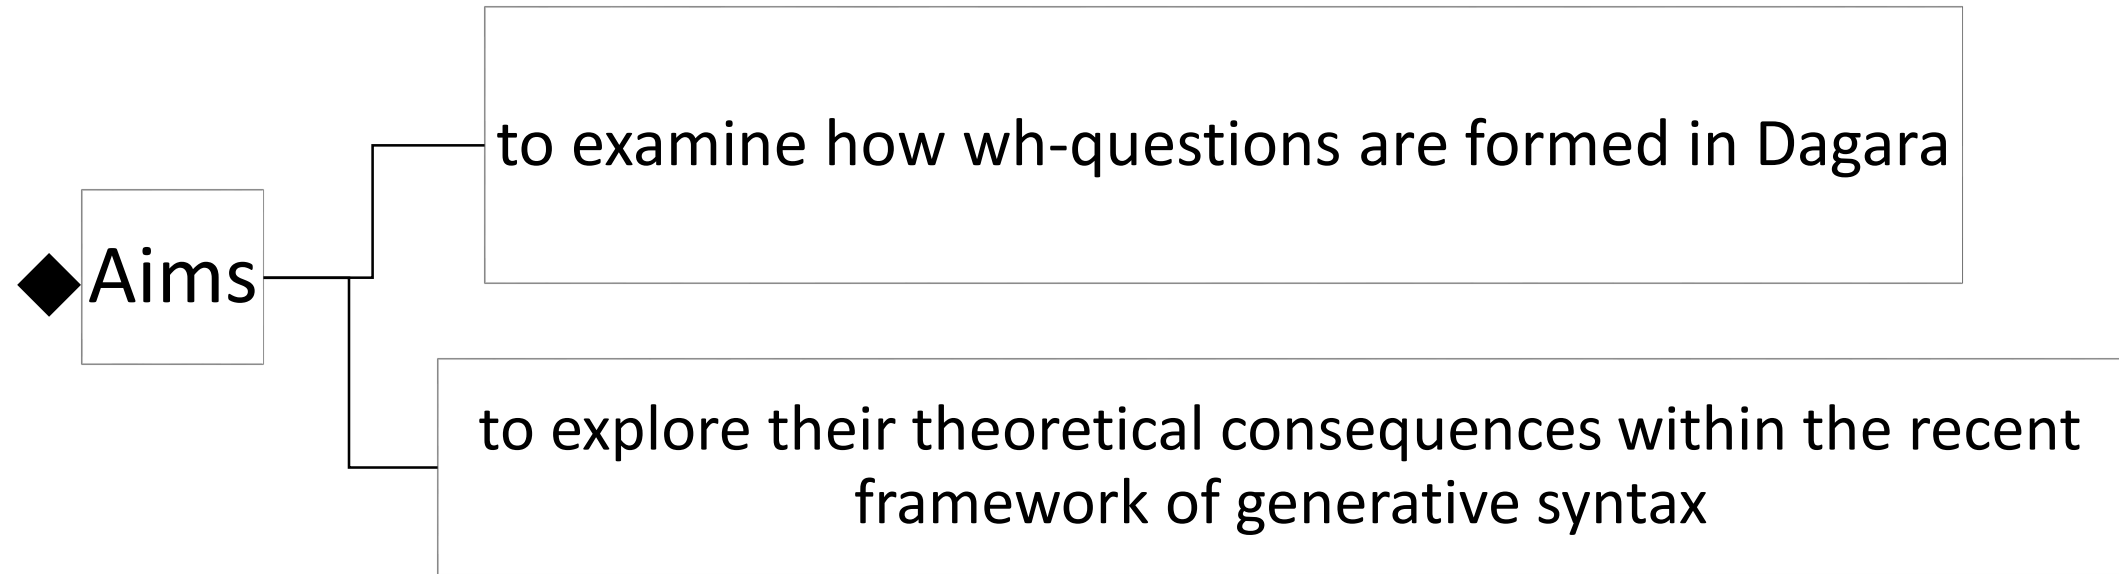 ◆Aims
to examine how wh-questions are formed in Dagara
to explore their theoretical consequences within the recent
framework of generative syntax